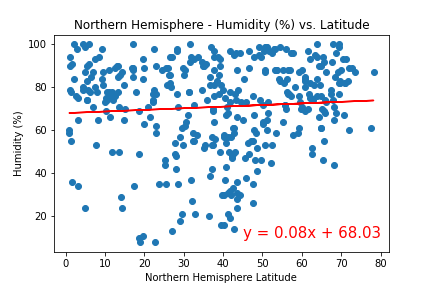 Northern Hemisphere - Humidity (%) vs. Latitude
100
80
60
40
20
Humidity (%)
y = 0.08x + 68.03
0 10 20 30 40 50 60 70 80
Northern Hemisphere Latitude